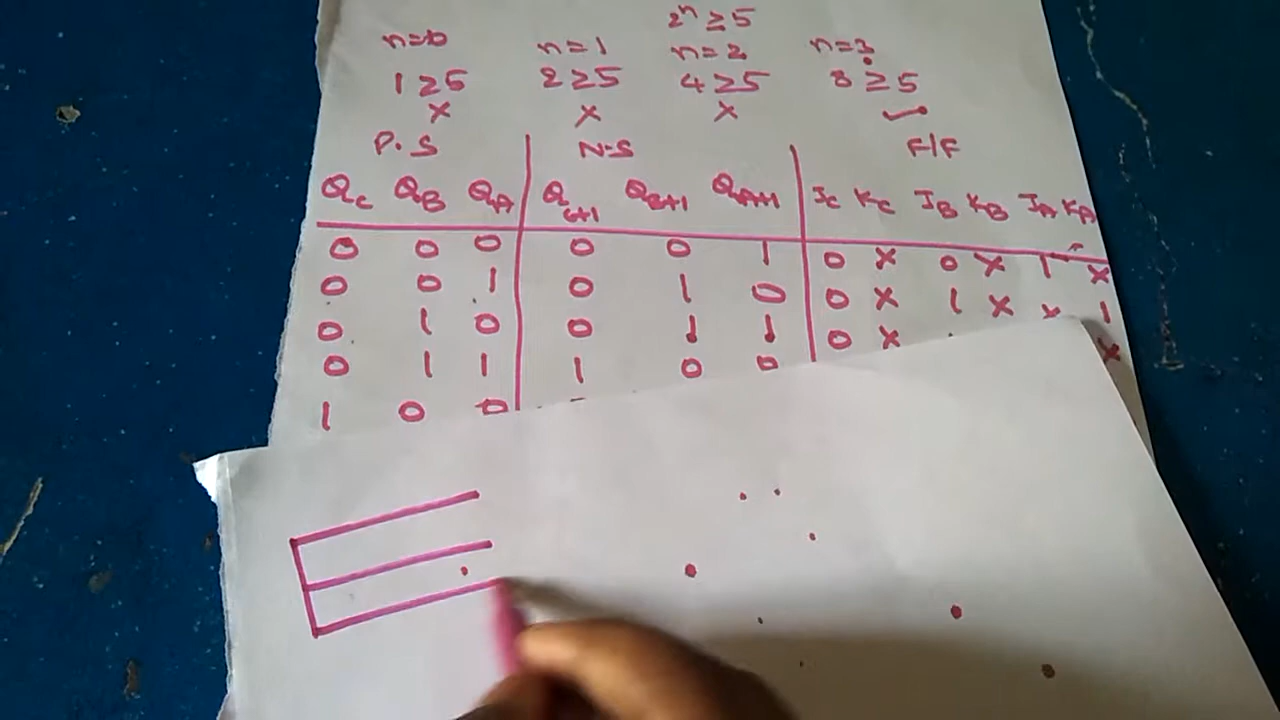 2ⁿ ≥ 5
n=0 n=1 n=2 n=3
1 ≥ 5 2 ≥ 5 4 ≥ 5 8 ≥ 5
× × × ✓
P.S N.S F/F
Qc QB QA Qc+1 QB+1 QA+1 Jc Kc JB KB JA KA
0 0 0 0 0 1 0 × 0 × 1 ×
0 0 1 0 1 0 0 × 1 × × 1
0 1 0 0 1 1 0 × ×
0 1 1 1 0 0
1 0 0